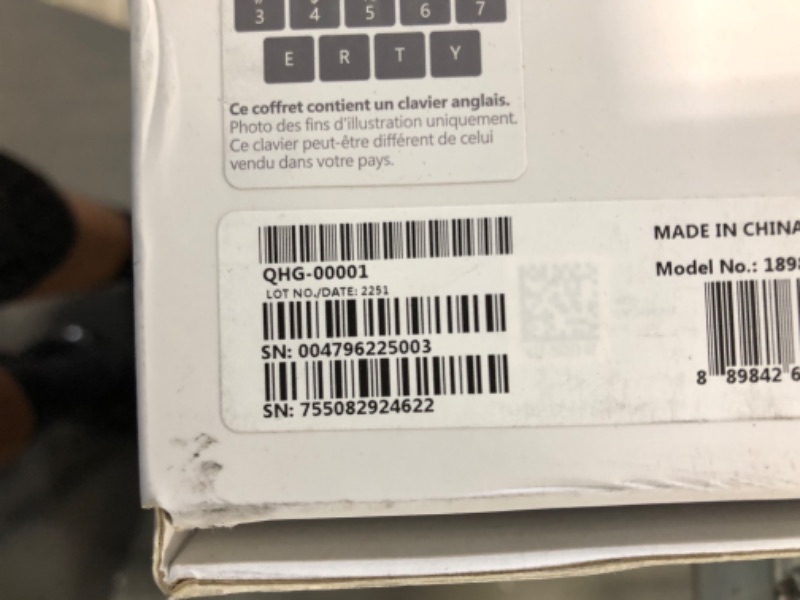 3 4 5 6 7
E R T Y
Ce coffret contient un clavier anglais.
Photo des fins d'illustration uniquement.
Ce clavier peut-être différent de celui
vendu dans votre pays.
QHG-00001
LOT NO./DATE: 2251
SN: 004796225003
SN: 755082924622
MADE IN CHINA
Model No.: 189
8 89842 6